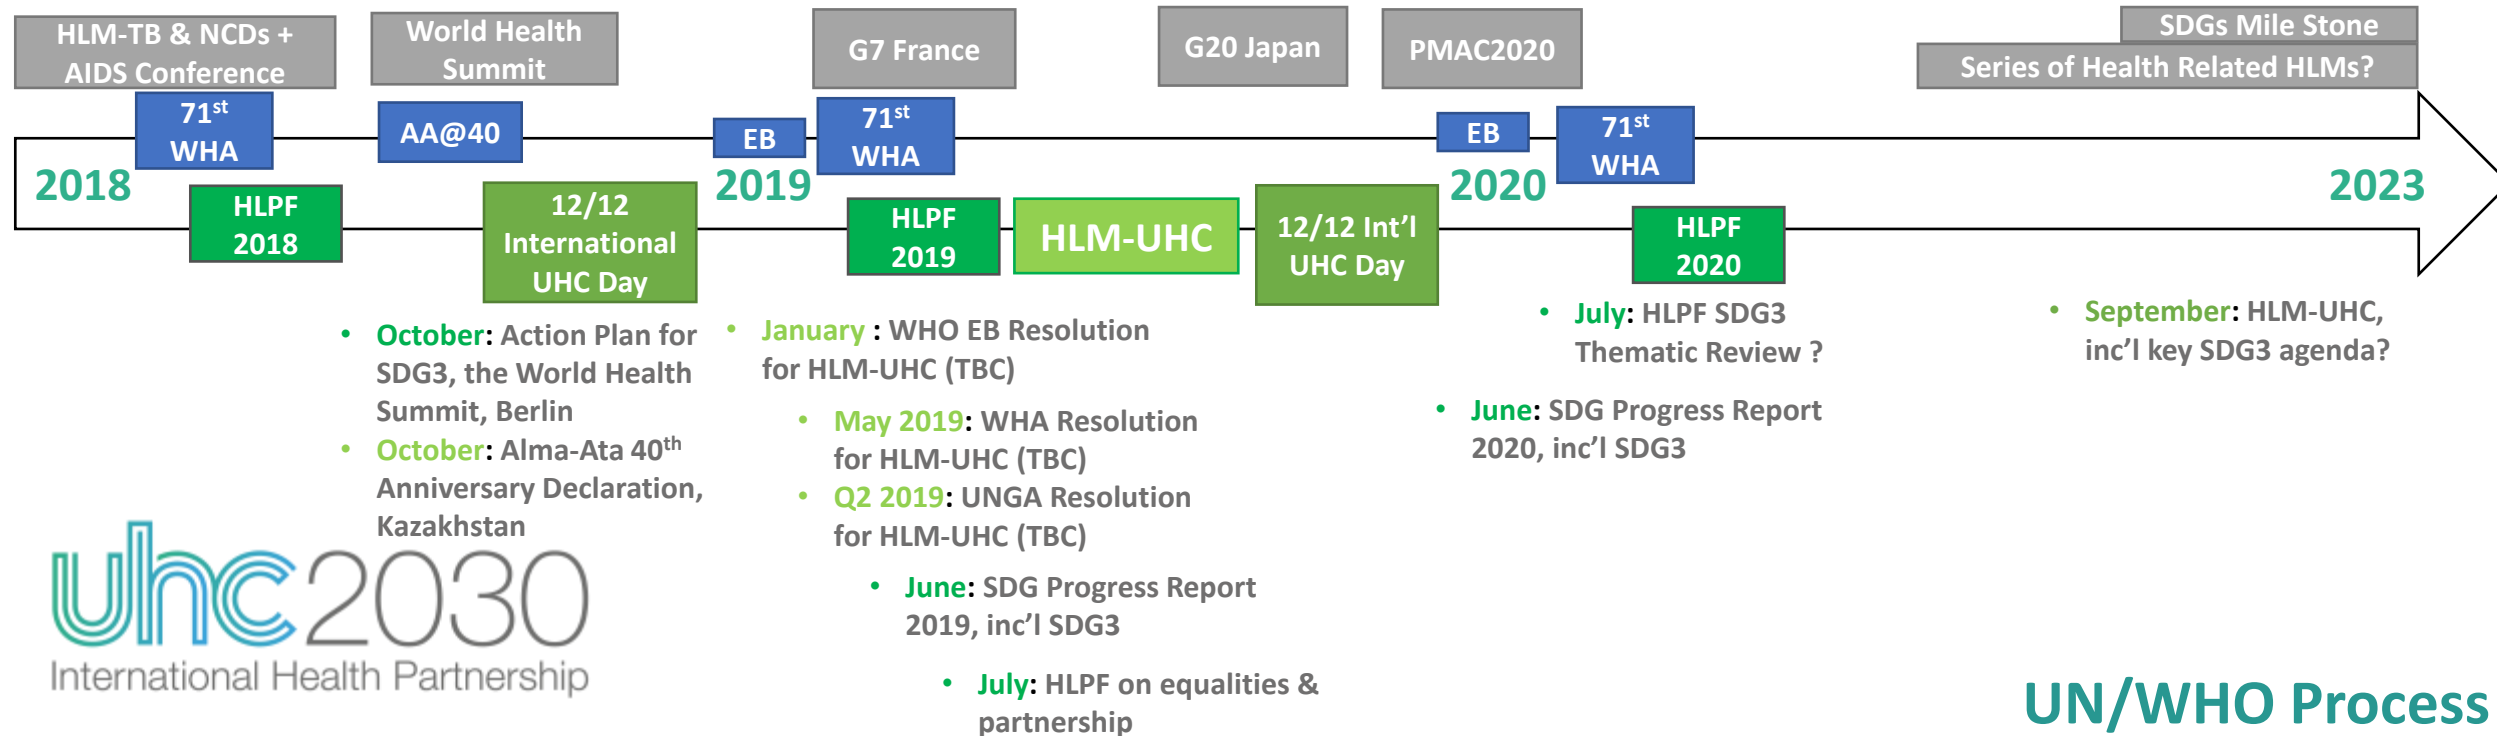 HLM-TB & NCDs +
AIDS Conference
World Health
Summit
G7 France
G20 Japan
PMAC2020
SDGs Mile Stone
Series of Health Related HLMs?
71st
WHA
AA@40
EB
71st
WHA
EB
71st
WHA
2018
2019
2020
2023
HLPF
2018
12/12
International
UHC Day
HLPF
2019
HLM-UHC
12/12 Int’l
UHC Day
HLPF
2020
• October: Action Plan for
SDG3, the World Health
Summit, Berlin
• October: Alma-Ata 40th
Anniversary Declaration,
Kazakhstan
• January : WHO EB Resolution
for HLM-UHC (TBC)
• May 2019: WHA Resolution
for HLM-UHC (TBC)
• Q2 2019: UNGA Resolution
for HLM-UHC (TBC)
• June: SDG Progress Report
2019, inc’l SDG3
• July: HLPF on equalities &
partnership
• July: HLPF SDG3
Thematic Review ?
• June: SDG Progress Report
2020, inc’l SDG3
• September: HLM-UHC,
inc’l key SDG3 agenda?
uhc2030
International Health Partnership
UN/WHO Process